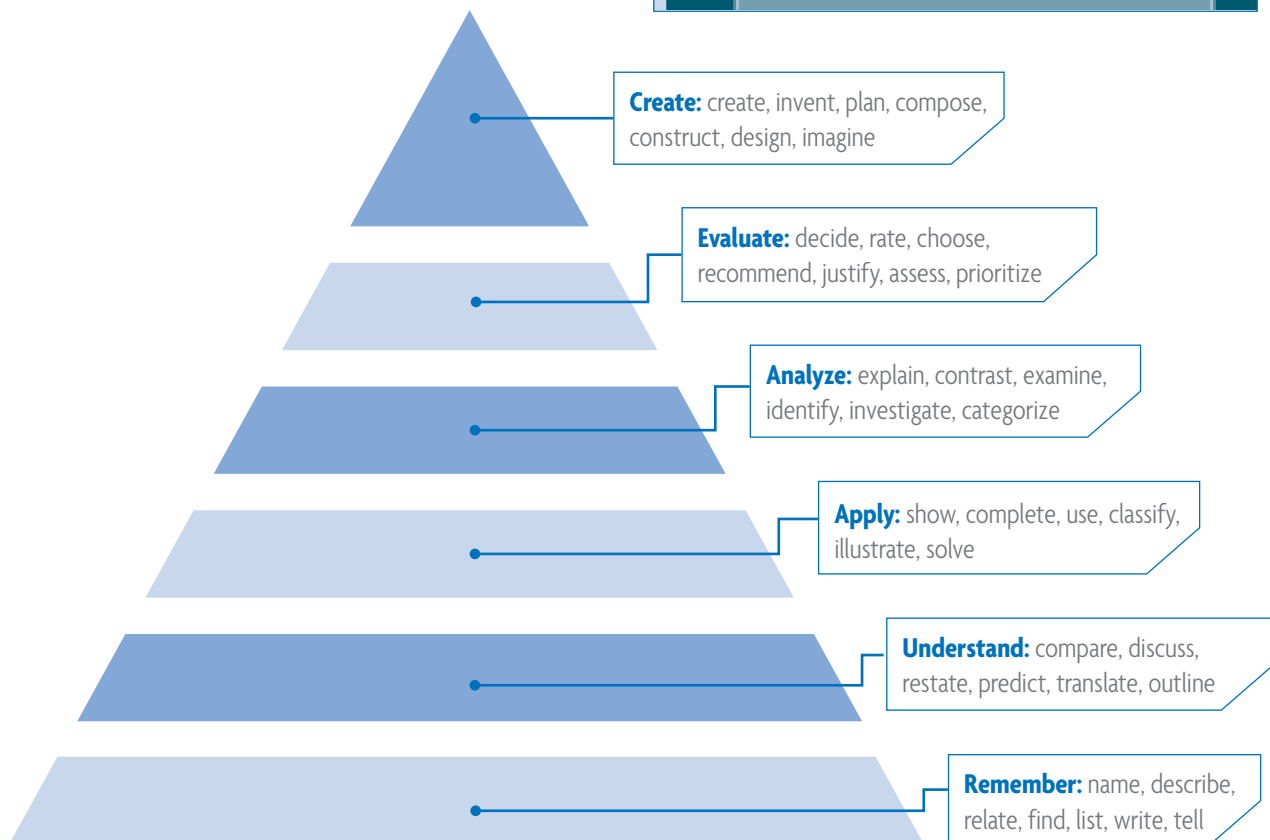 Create: create, invent, plan, compose,
construct, design, imagine
Evaluate: decide, rate, choose,
recommend, justify, assess, prioritize
Analyze: explain, contrast, examine,
identify, investigate, categorize
Apply: show, complete, use, classify,
illustrate, solve
Understand: compare, discuss,
restate, predict, translate, outline
Remember: name, describe,
relate, find, list, write, tell